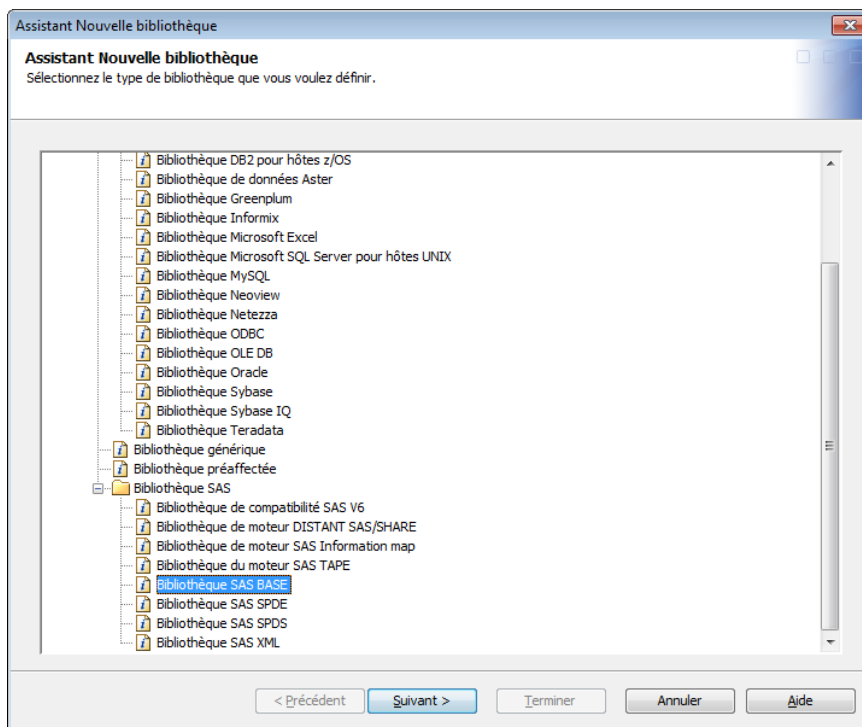 Assistant Nouvelle bibliothèque
Assistant Nouvelle bibliothèque
Sélectionnez le type de bibliothèque que vous voulez définir.
Bibliothèque DB2 pour hôtes z/OS
Bibliothèque de données Aster
Bibliothèque Greenplum
Bibliothèque Informix
Bibliothèque Microsoft Excel
Bibliothèque Microsoft SQL Server pour hôtes UNIX
Bibliothèque MySQL
Bibliothèque Neoview
Bibliothèque Netezza
Bibliothèque ODBC
Bibliothèque OLE DB
Bibliothèque Oracle
Bibliothèque Sybase
Bibliothèque Sybase IQ
Bibliothèque Teradata
Bibliothèque générique
Bibliothèque préaffectée
Bibliothèque SAS
Bibliothèque de compatibilité SAS V6
Bibliothèque de moteur DISTANT SAS/SHARE
Bibliothèque de moteur SAS Information map
Bibliothèque du moteur SAS TAPE
Bibliothèque SAS BASE
Bibliothèque SAS SPDE
Bibliothèque SAS SPDS
Bibliothèque SAS XML
< Précédent Suivant > Terminer Annuler Aide